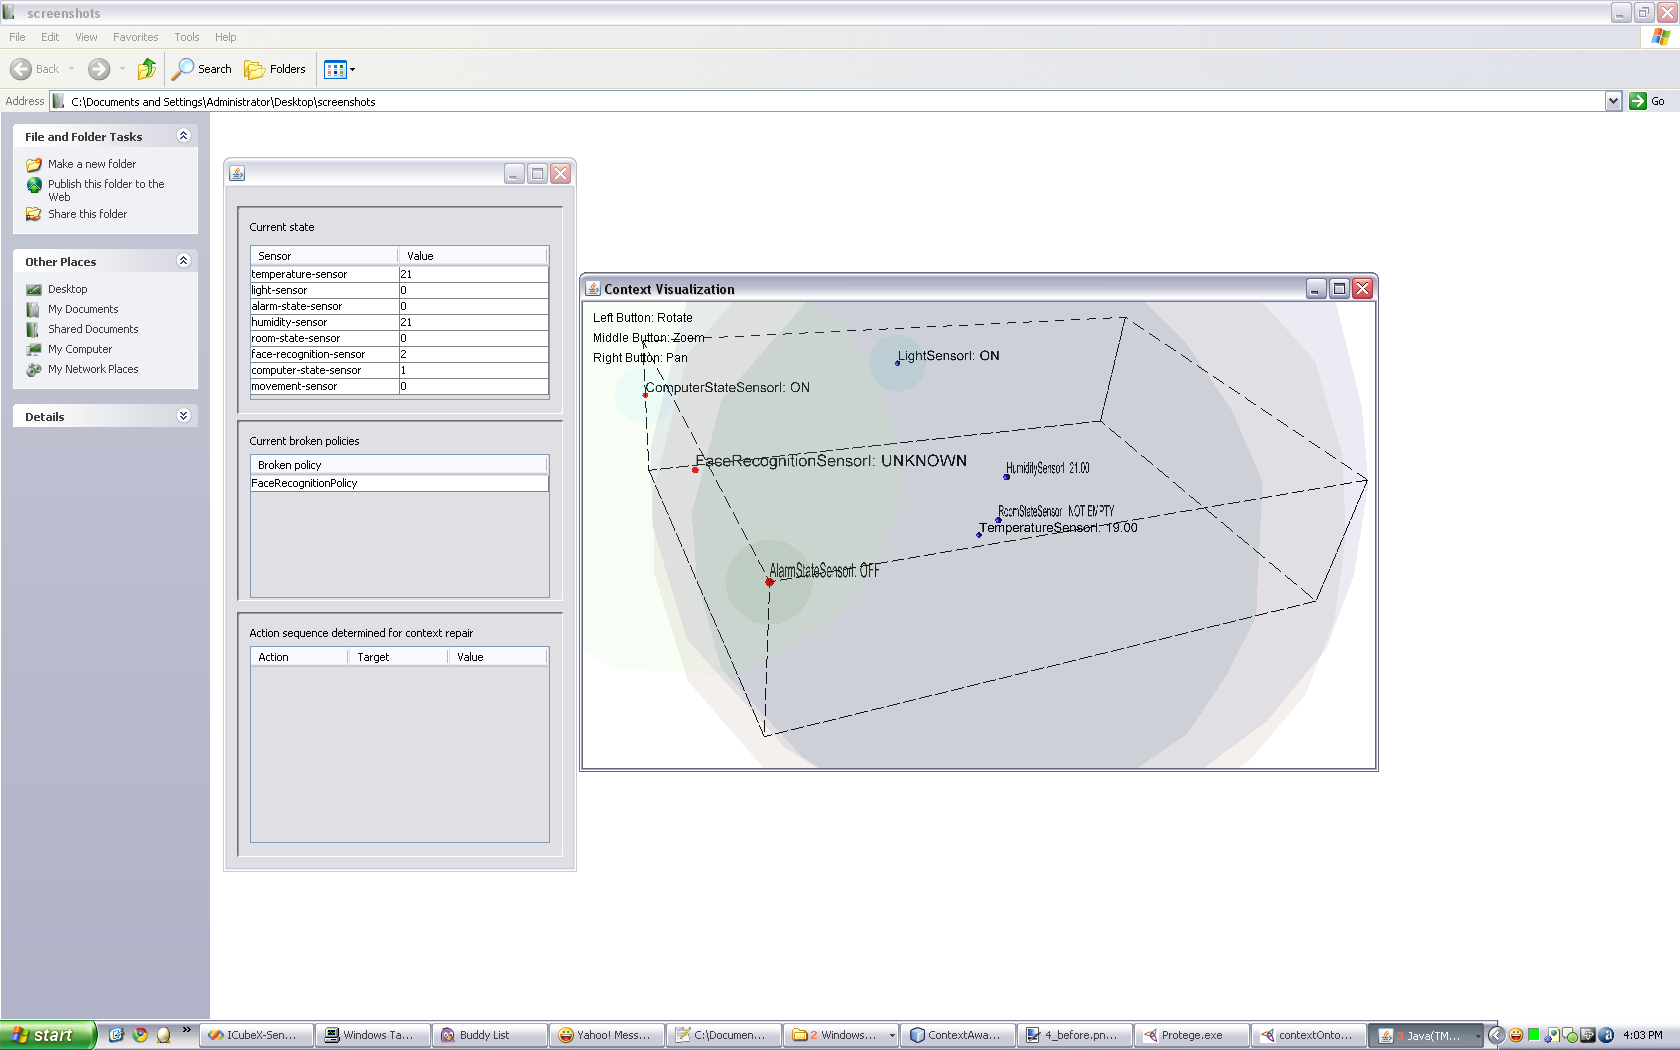 screenshots
File Edit View Favorites Tools Help
Back Search Folders
Address C:\Documents and Settings\Administrator\Desktop\screenshots Go
File and Folder Tasks
Make a new folder
Publish this folder to the
Web
Share this folder
Other Places
Desktop
My Documents
Shared Documents
My Computer
My Network Places
Details
Current state
Sensor Value
temperature-sensor 21
light-sensor 0
alarm-state-sensor 0
humidity-sensor 21
room-state-sensor 0
face-recognition-sensor 2
computer-state-sensor 1
movement-sensor 0
Current broken policies
Broken policy
FaceRecognitionPolicy
Action sequence determined for context repair
Action Target Value
Context Visualization
Left Button: Rotate
Middle Button: Zoom
Right Button: Pan
LightSensorI: ON
ComputerStateSensorI: ON
FaceRecognitionSensorI: UNKNOWN
HumiditySensorI: 21.00
RoomStateSensor: NOT EMPTY
TemperatureSensorI: 19.00
AlarmStateSensorI: OFF
start ICubeX-Sen... Windows Ta... Buddy List Yahoo! Mess... C:\Documen... 2 Windows... ContextAwa... 4_before.pn... Protege.exe contextOnto... 3 Java(TM... 4:03 PM